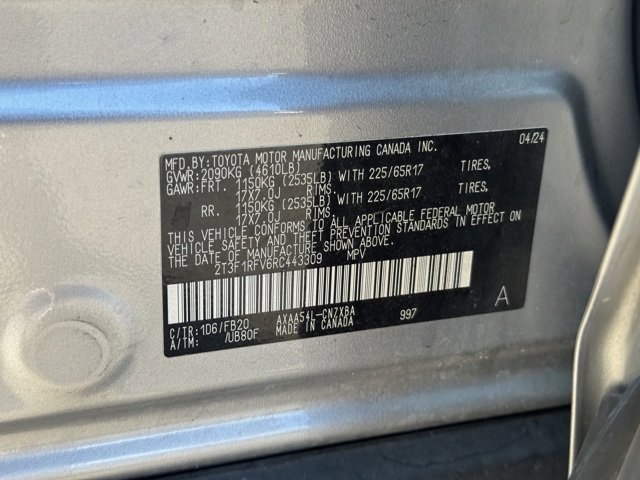 MFD. BY: TOYOTA MOTOR MANUFACTURING CANADA INC. 04/24
GVWR: 2090KG (4610LB)
GAWR: FRT. 1150KG (2535LB) WITH 225/65R17 TIRES,
17X7.0J RIMS.
RR. 1150KG (2535LB) WITH 225/65R17 TIRES,
17X7.0J RIMS.
THIS VEHICLE CONFORMS TO ALL APPLICABLE FEDERAL MOTOR
VEHICLE SAFETY AND THEFT PREVENTION STANDARDS IN EFFECT ON
THE DATE OF MANUFACTURE SHOWN ABOVE.
2T3F1RFV6RC443309 MPV
A
C/TR: 1D6/FB20 AXAA54L-CNZXBA 997
A/TM: /UB80F MADE IN CANADA